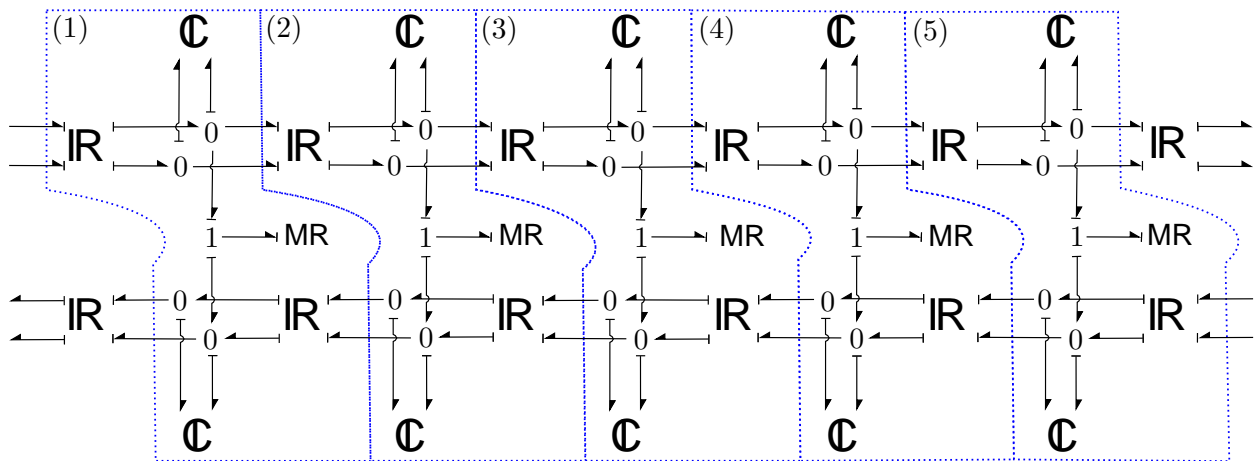 (1) ℂ (2) ℂ (3) ℂ (4) ℂ (5) ℂ
IR 0 IR 0 IR 0 IR 0 IR 0 IR
0 0 0 0 0
1 MR 1 MR 1 MR 1 MR 1 MR
IR 0 IR 0 IR 0 IR 0 IR 0 IR
0 0 0 0 0
ℂ ℂ ℂ ℂ ℂ